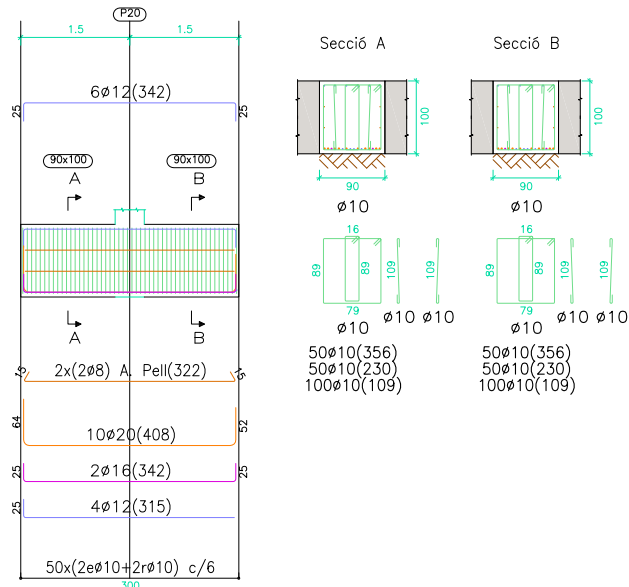 P20
1.5 1.5
6ø12(342)
25 25
90x100 90x100
A B
A B
15 2x(2ø8) A. Pell(322) 15
64 10ø20(408) 52
25 2ø16(342) 25
25 4ø12(315)
50x(2eø10+2rø10) c/6
300
Secció A
100
90
ø10
16
89 89 109 109
79
ø10 ø10 ø10
50ø10(356)
50ø10(230)
100ø10(109)
Secció B
100
90
ø10
16
89 89 109 109
79
ø10 ø10 ø10
50ø10(356)
50ø10(230)
100ø10(109)